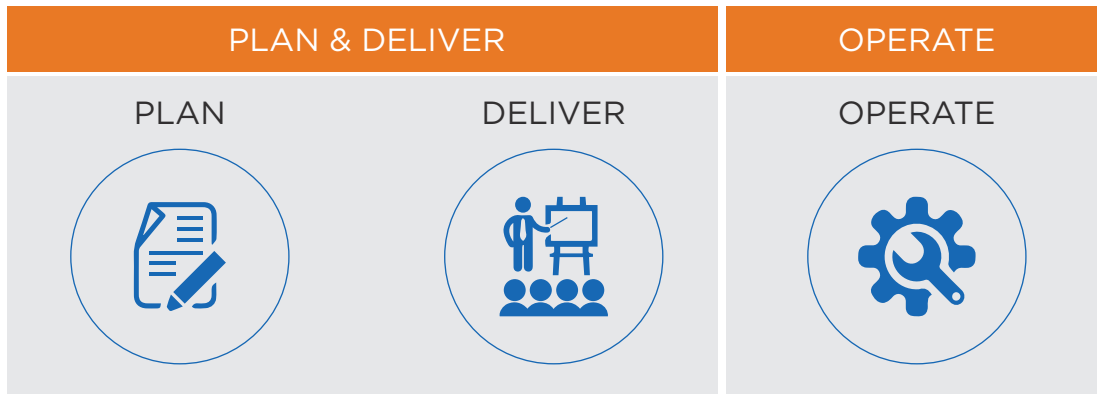 PLAN & DELIVER
OPERATE
PLAN
DELIVER
OPERATE